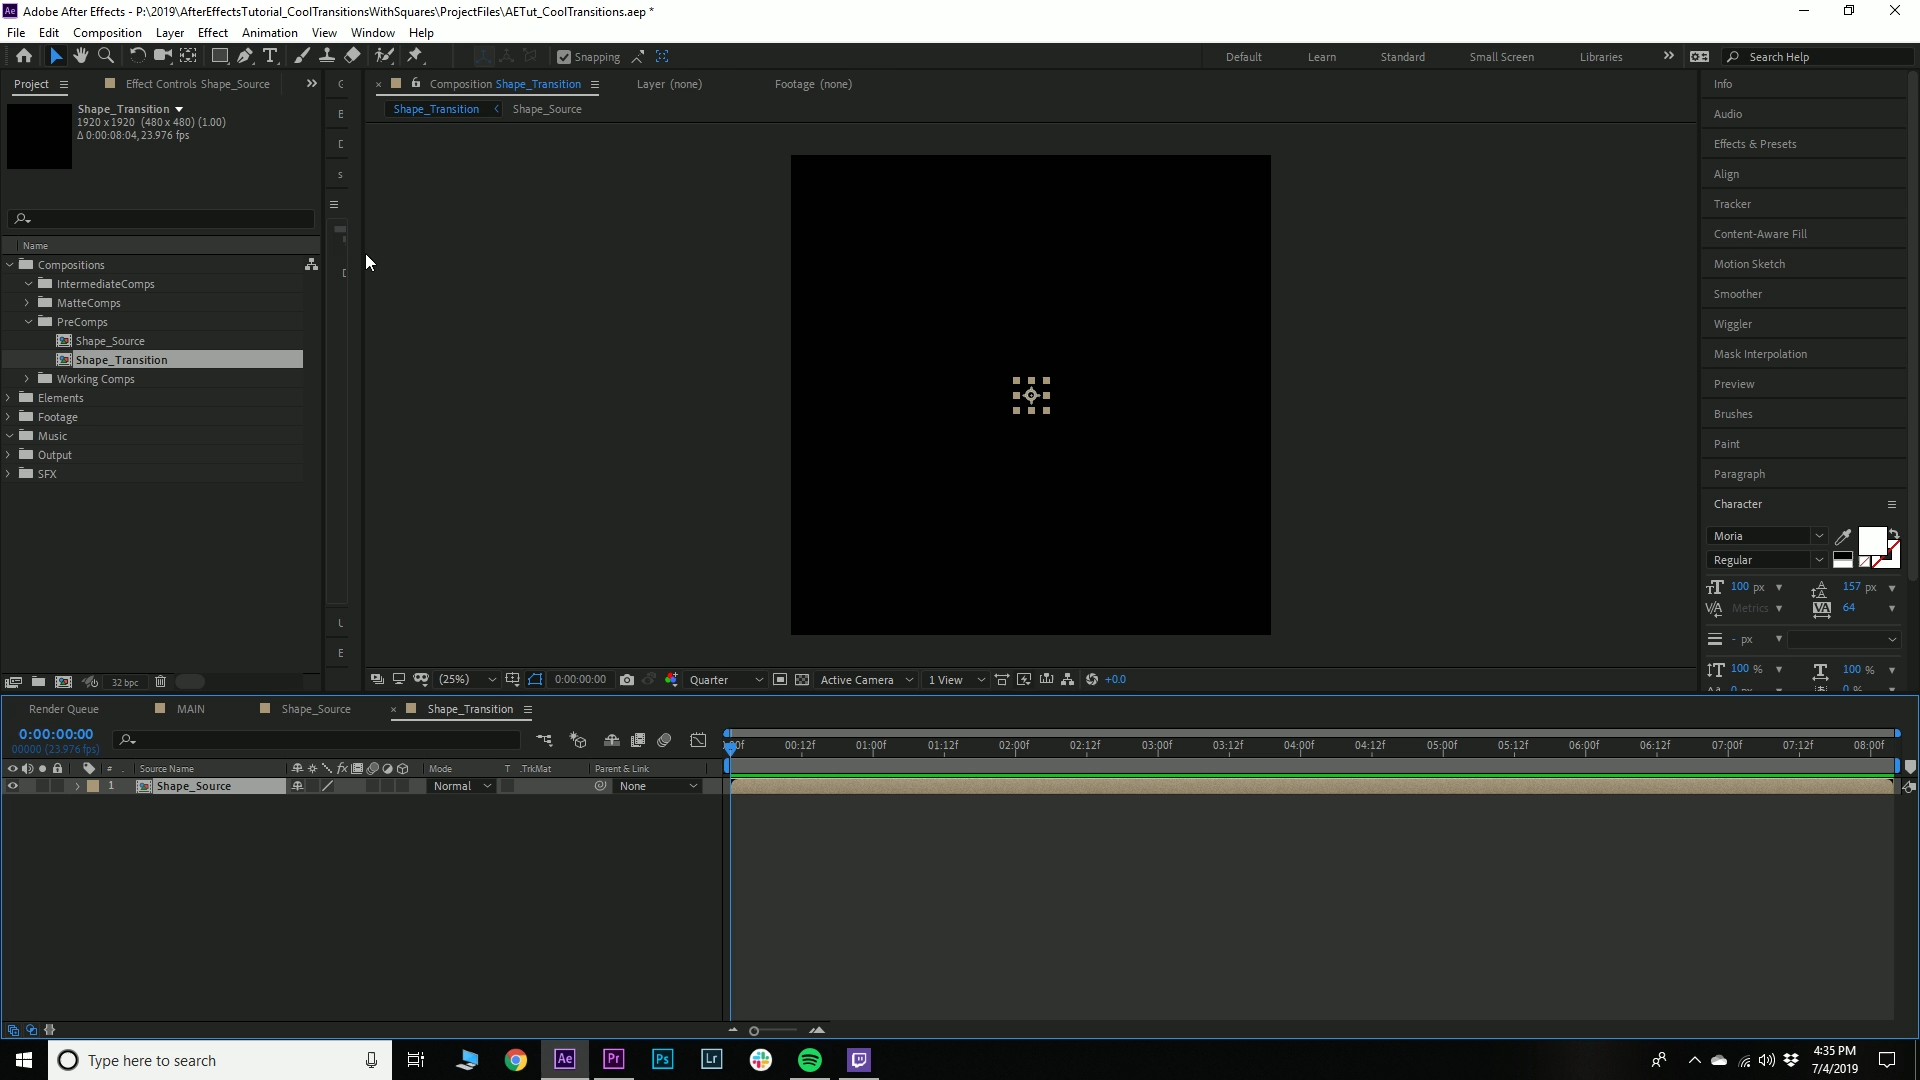 Ae Adobe After Effects - P:\2019\AfterEffectsTutorial_CoolTransitionsWithSquares\ProjectFiles\AETut_CoolTransitions.aep *
File Edit Composition Layer Effect Animation View Window Help
Snapping Default Learn Standard Small Screen Libraries Search Help
Project Effect Controls Shape_Source Composition Shape_Transition Layer (none) Footage (none)
Shape_Transition Shape_Source
Shape_Transition
1920 x 1920 (480 x 480) (1.00)
Δ 0:00:08:04, 23.976 fps
Name
Compositions
IntermediateComps
MatteComps
PreComps
Shape_Source
Shape_Transition
Working Comps
Elements
Footage
Music
Output
SFX
Info
Audio
Effects & Presets
Align
Tracker
Content-Aware Fill
Motion Sketch
Smoother
Wiggler
Mask Interpolation
Preview
Brushes
Paint
Paragraph
Character
Moria
Regular
100 px 157 px
Metrics 64
- px
100 % 100 %
0 px 0 %
32 bpc (25%) 0:00:00:00 Quarter Active Camera 1 View +0.0
Render Queue MAIN Shape_Source Shape_Transition
0:00:00:00
00000 (23.976 fps)
00:12f 01:00f 01:12f 02:00f 02:12f 03:00f 03:12f 04:00f 04:12f 05:00f 05:12f 06:00f 06:12f 07:00f 07:12f 08:00f
# Source Name Mode T .TrkMat Parent & Link
1 Shape_Source Normal None
Type here to search Ae Pr Ps Lr
4:35 PM
7/4/2019